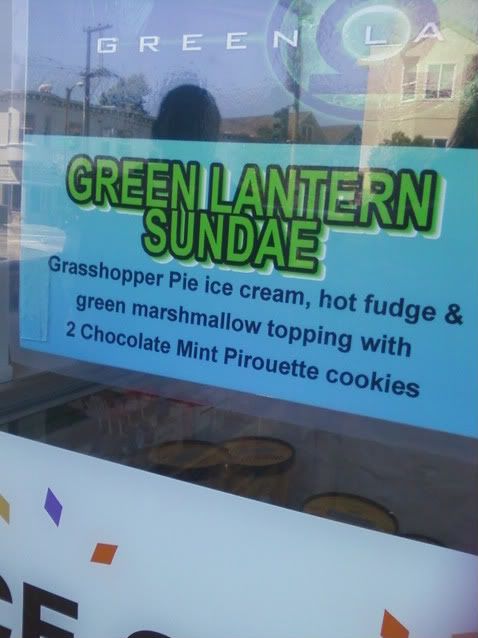 GREEN LA
GREEN LANTERN
SUNDAE
Grasshopper Pie ice cream, hot fudge &
green marshmallow topping with
2 Chocolate Mint Pirouette cookies
CE